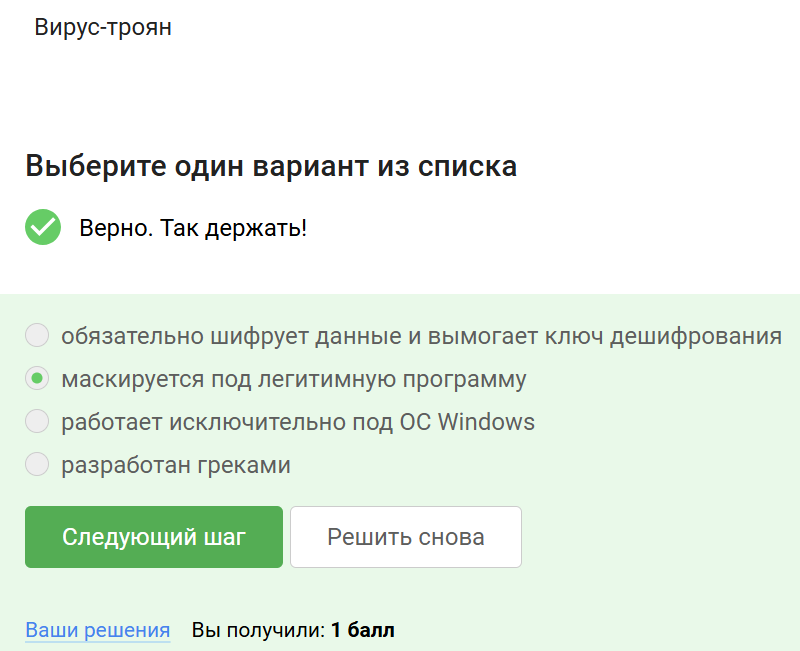 Вирус-троян
Выберите один вариант из списка
Верно. Так держать!
обязательно шифрует данные и вымогает ключ дешифрования
маскируется под легитимную программу
работает исключительно под ОС Windows
разработан греками
Следующий шаг Решить снова
Ваши решения Вы получили: 1 балл